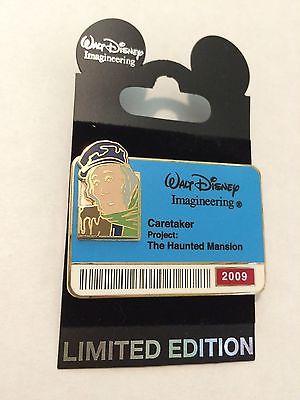 Walt Disney
Imagineering
Walt Disney
Imagineering®
Caretaker
Project:
The Haunted Mansion
2009
LIMITED EDITION